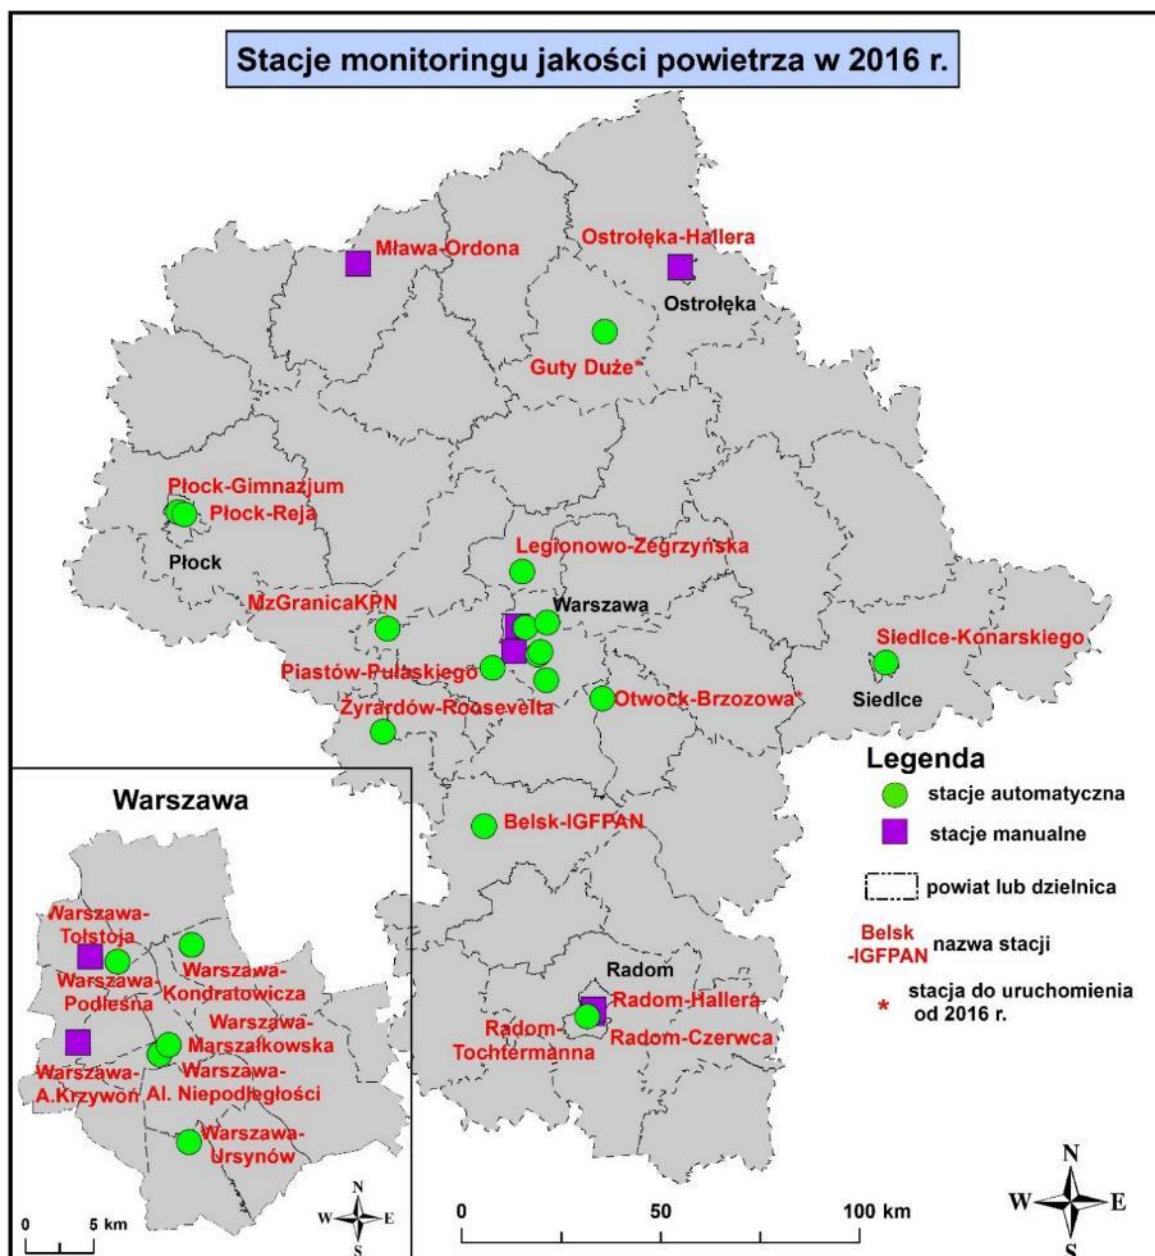 Stacje monitoringu jakości powietrza w 2016 r.
Mława-Ordona
Ostrołęka-Hallera
Ostrołęka
Guty Duże*
Płock-Gimnazjum
Płock-Reja
Płock
Legionowo-Zegrzyńska
MzGranicaKPN
Warszawa
Piastów-Pułaskiego
Siedlce-Konarskiego
Siedlce
Żyrardów-Roosevelta
Otwock-Brzozowa*
Belsk-IGFPAN
Radom
Radom-Hallera
Radom-
Tochtermanna
Radom-Czerwca
Legenda
stacje automatyczna
stacje manualne
powiat lub dzielnica
Belsk
-IGFPAN
nazwa stacji
*
stacja do uruchomienia
od 2016 r.
Warszawa
Warszawa-
Tołstoja
Warszawa-
Podleśna
Warszawa-
Kondratowicza
Warszawa-
Marszałkowska
Warszawa-
A.Krzywoń
Warszawa-
Al. Niepodległości
Warszawa-
Ursynów
N
W
E
S
0
5 km
0
50
100 km
N
W
E
S